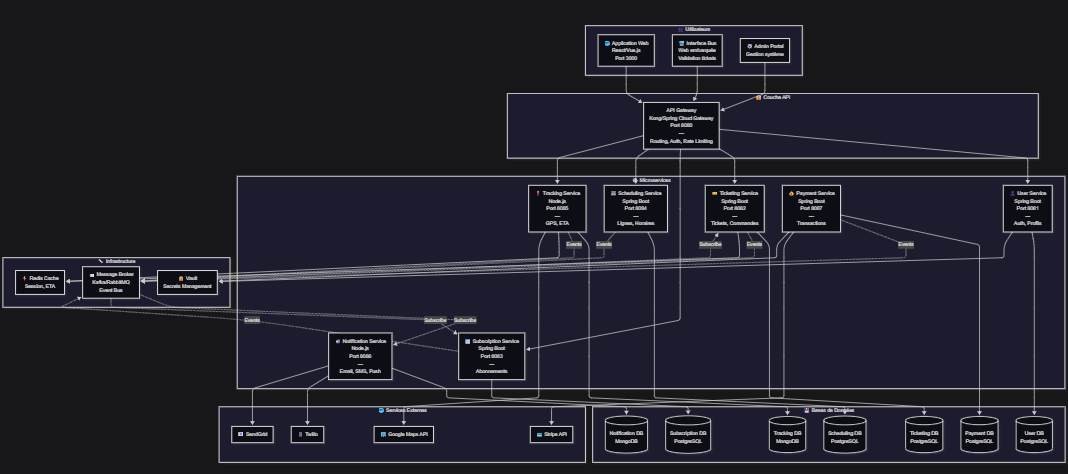 Utilisateurs
Application Web
React/Vue.js
Port 3000
Interface Bus
Web embarquée
Validation tickets
Admin Portal
Gestion système
Couche API
API Gateway
Kong/Spring Cloud Gateway
Port 8080
—
Routing, Auth, Rate Limiting
Microservices
Tracking Service
Node.js
Port 8085
—
GPS, ETA
Scheduling Service
Spring Boot
Port 8084
—
Lignes, Horaires
Ticketing Service
Spring Boot
Port 8082
—
Tickets, Commandes
Payment Service
Spring Boot
Port 8087
—
Transactions
User Service
Spring Boot
Port 8081
—
Auth, Profils
Events
Events
Subscribe
Events
Events
Infrastructure
Redis Cache
Session, ETA
Message Broker
Kafka/RabbitMQ
Event Bus
Vault
Secrets Management
Events
Subscribe
Subscribe
Notification Service
Node.js
Port 8086
—
Email, SMS, Push
Subscription Service
Spring Boot
Port 8083
—
Abonnements
Services Externes
SendGrid
Twilio
Google Maps API
Stripe API
Bases de Données
Notification DB
MongoDB
Subscription DB
PostgreSQL
Tracking DB
MongoDB
Scheduling DB
PostgreSQL
Ticketing DB
PostgreSQL
Payment DB
PostgreSQL
User DB
PostgreSQL